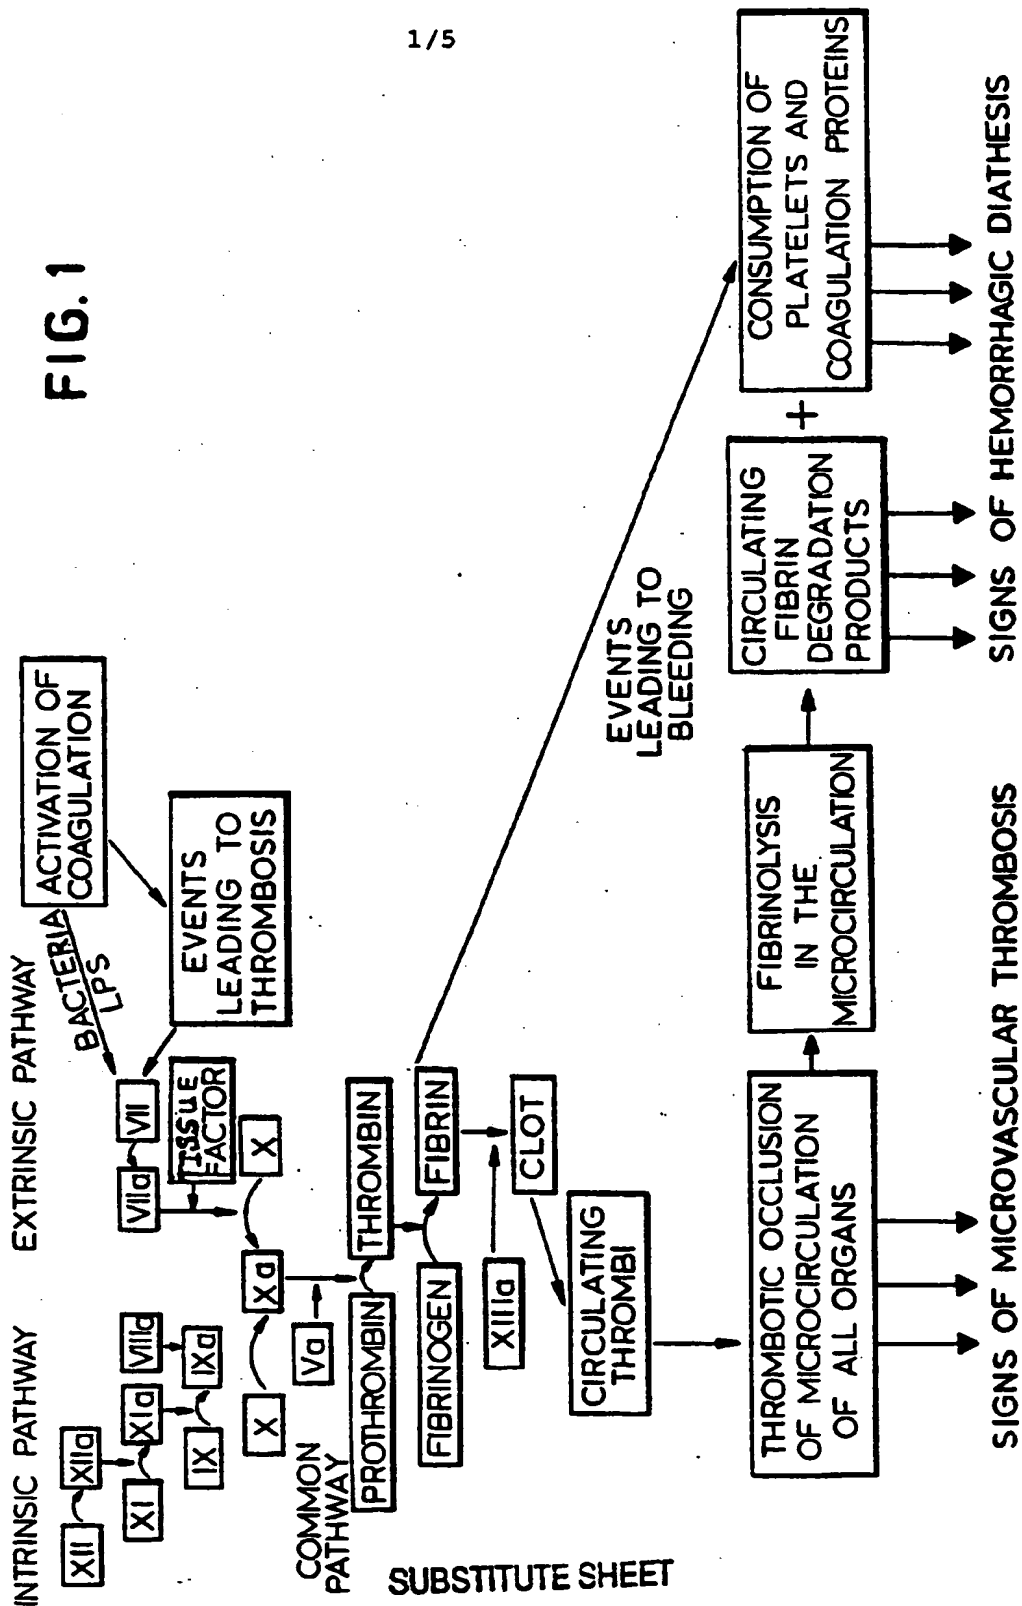 1/5
FIG. 1
INTRINSIC PATHWAY
EXTRINSIC PATHWAY
BACTERIA
LPS
ACTIVATION OF
COAGULATION
EVENTS
LEADING TO
THROMBOSIS
XII
XIIa
XI
XIa
VIIIa
IX
IXa
VIIa
VII
TISSUE
FACTOR
X
Xa
X
COMMON
PATHWAY
Va
PROTHROMBIN
THROMBIN
FIBRINOGEN
FIBRIN
XIIIa
CLOT
CIRCULATING
THROMBI
EVENTS
LEADING TO
BLEEDING
THROMBOTIC OCCLUSION
OF MICROCIRCULATION
OF ALL ORGANS
FIBRINOLYSIS
IN THE
MICROCIRCULATION
CIRCULATING
FIBRIN
DEGRADATION
PRODUCTS
+
CONSUMPTION OF
PLATELETS AND
COAGULATION PROTEINS
SIGNS OF MICROVASCULAR THROMBOSIS
SIGNS OF HEMORRHAGIC DIATHESIS
SUBSTITUTE SHEET